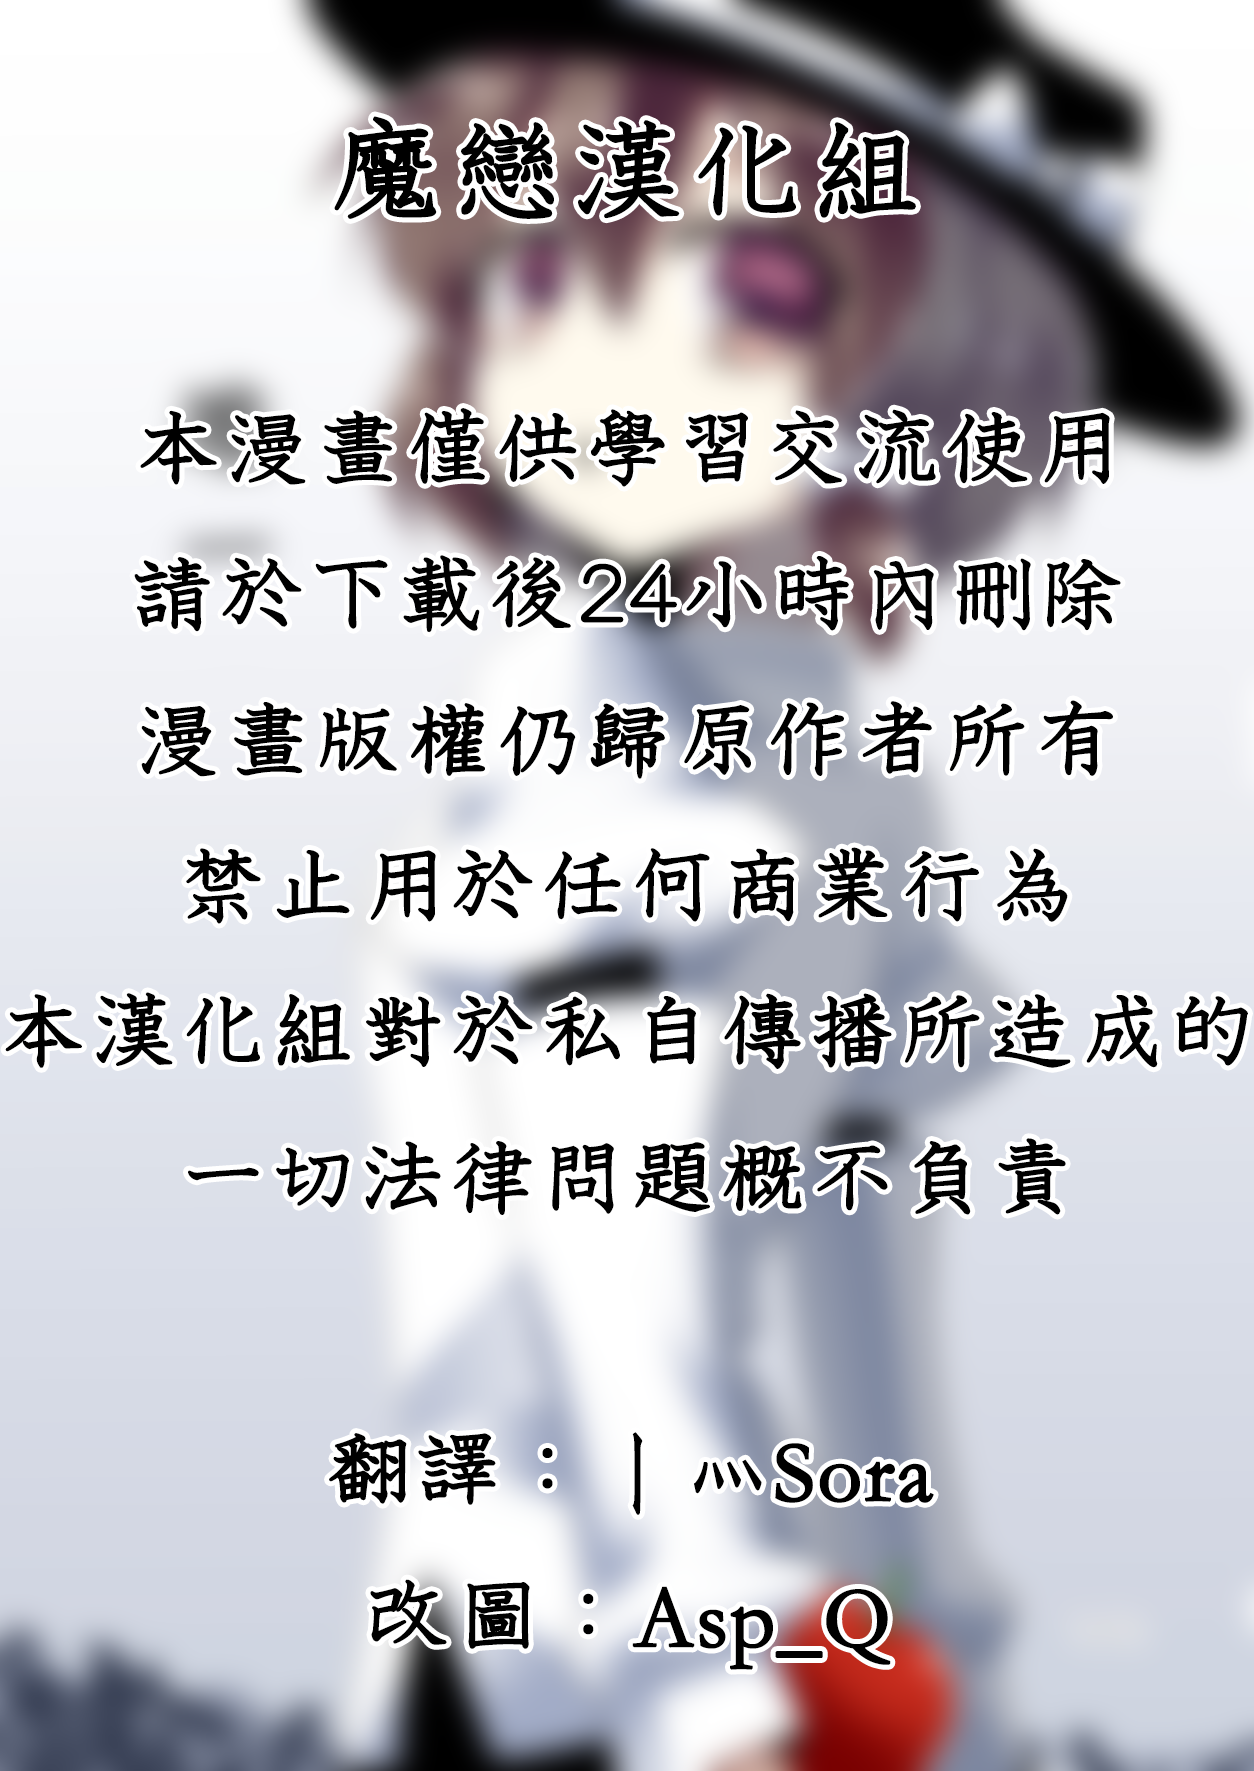 魔戀漢化組
本漫畫僅供學習交流使用
請於下載後24小時內刪除
漫畫版權仍歸原作者所有
禁止用於任何商業行為
本漢化組對於私自傳播所造成的
一切法律問題概不負責
翻譯：｜灬Sora
改圖：Asp_Q